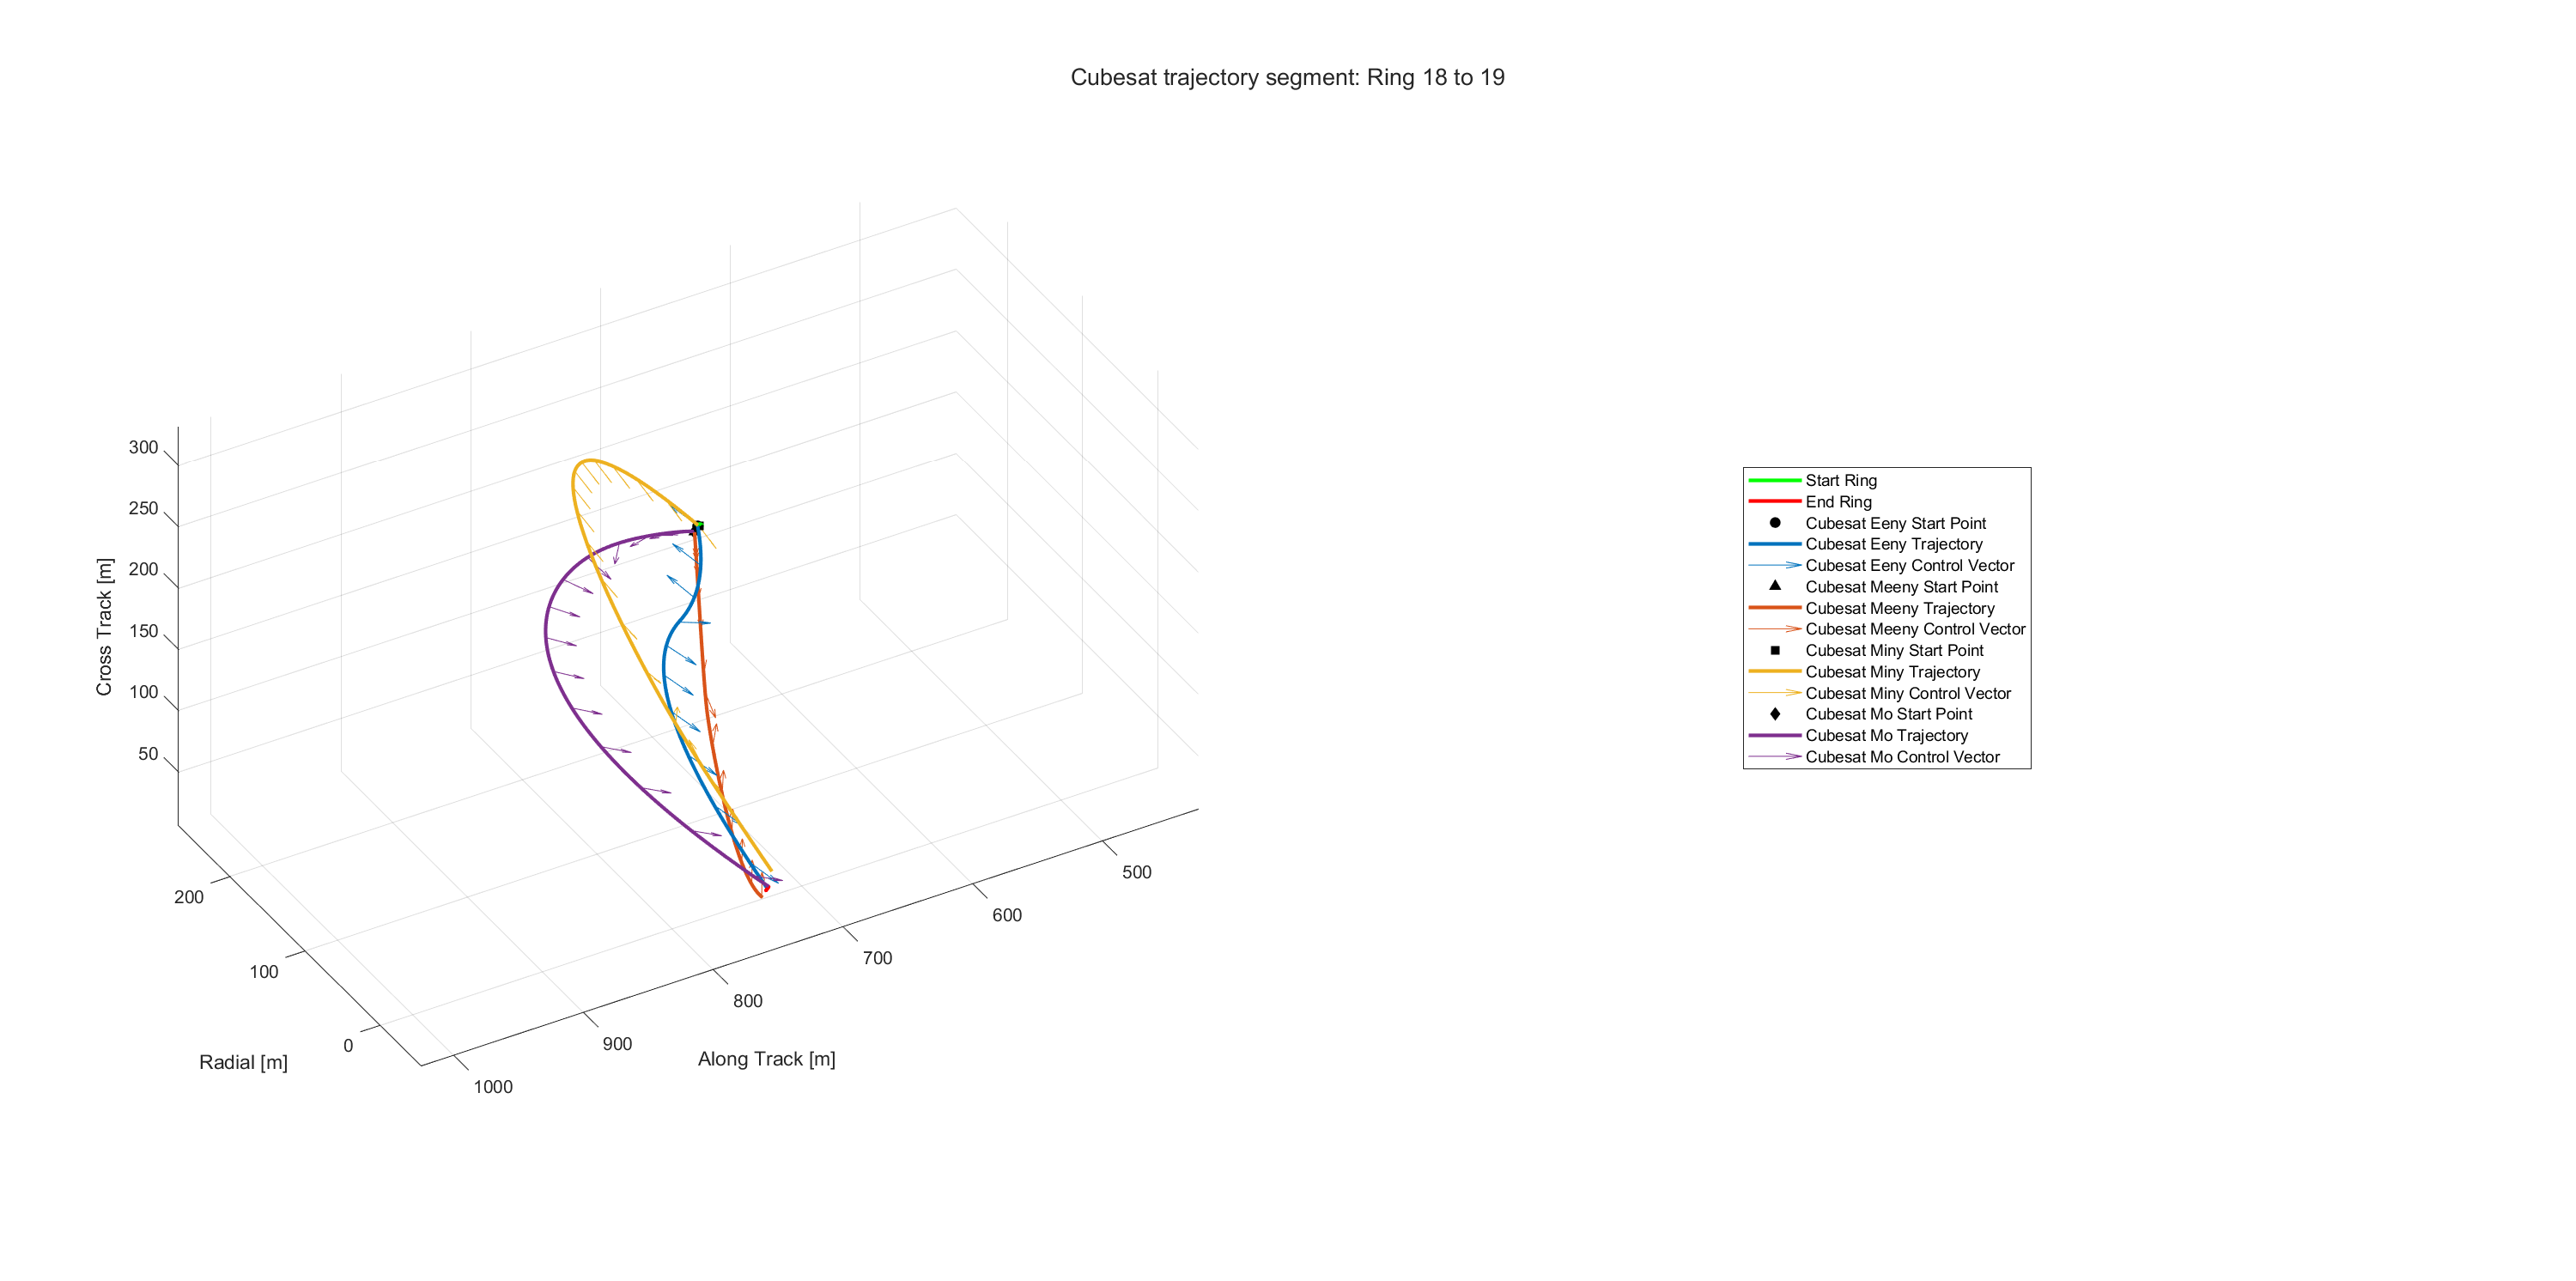 Cubesat trajectory segment: Ring 18 to 19
300
250
200
150
100
50
Cross Track [m]
200
100
0
Radial [m]
1000
900
800
700
600
500
Along Track [m]
Start Ring
End Ring
Cubesat Eeny Start Point
Cubesat Eeny Trajectory
Cubesat Eeny Control Vector
Cubesat Meeny Start Point
Cubesat Meeny Trajectory
Cubesat Meeny Control Vector
Cubesat Miny Start Point
Cubesat Miny Trajectory
Cubesat Miny Control Vector
Cubesat Mo Start Point
Cubesat Mo Trajectory
Cubesat Mo Control Vector